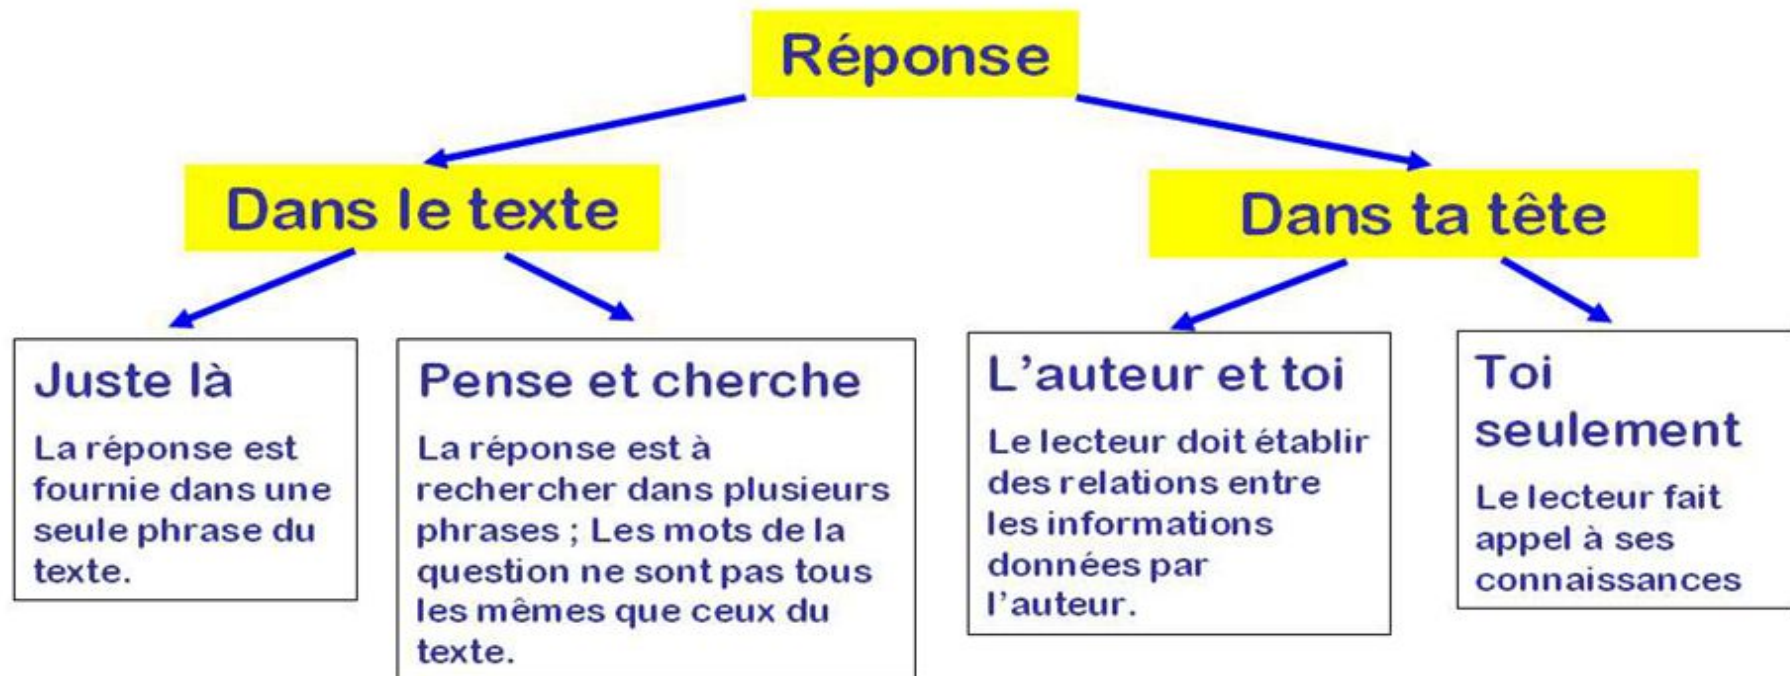 Réponse
Dans le texte
Dans ta tête
Juste là
La réponse est
fournie dans une
seule phrase du
texte.
Pense et cherche
La réponse est à
rechercher dans plusieurs
phrases ; Les mots de la
question ne sont pas tous
les mêmes que ceux du
texte.
L'auteur et toi
Le lecteur doit établir
des relations entre
les informations
données par
l'auteur.
Toi
seulement
Le lecteur fait
appel à ses
connaissances